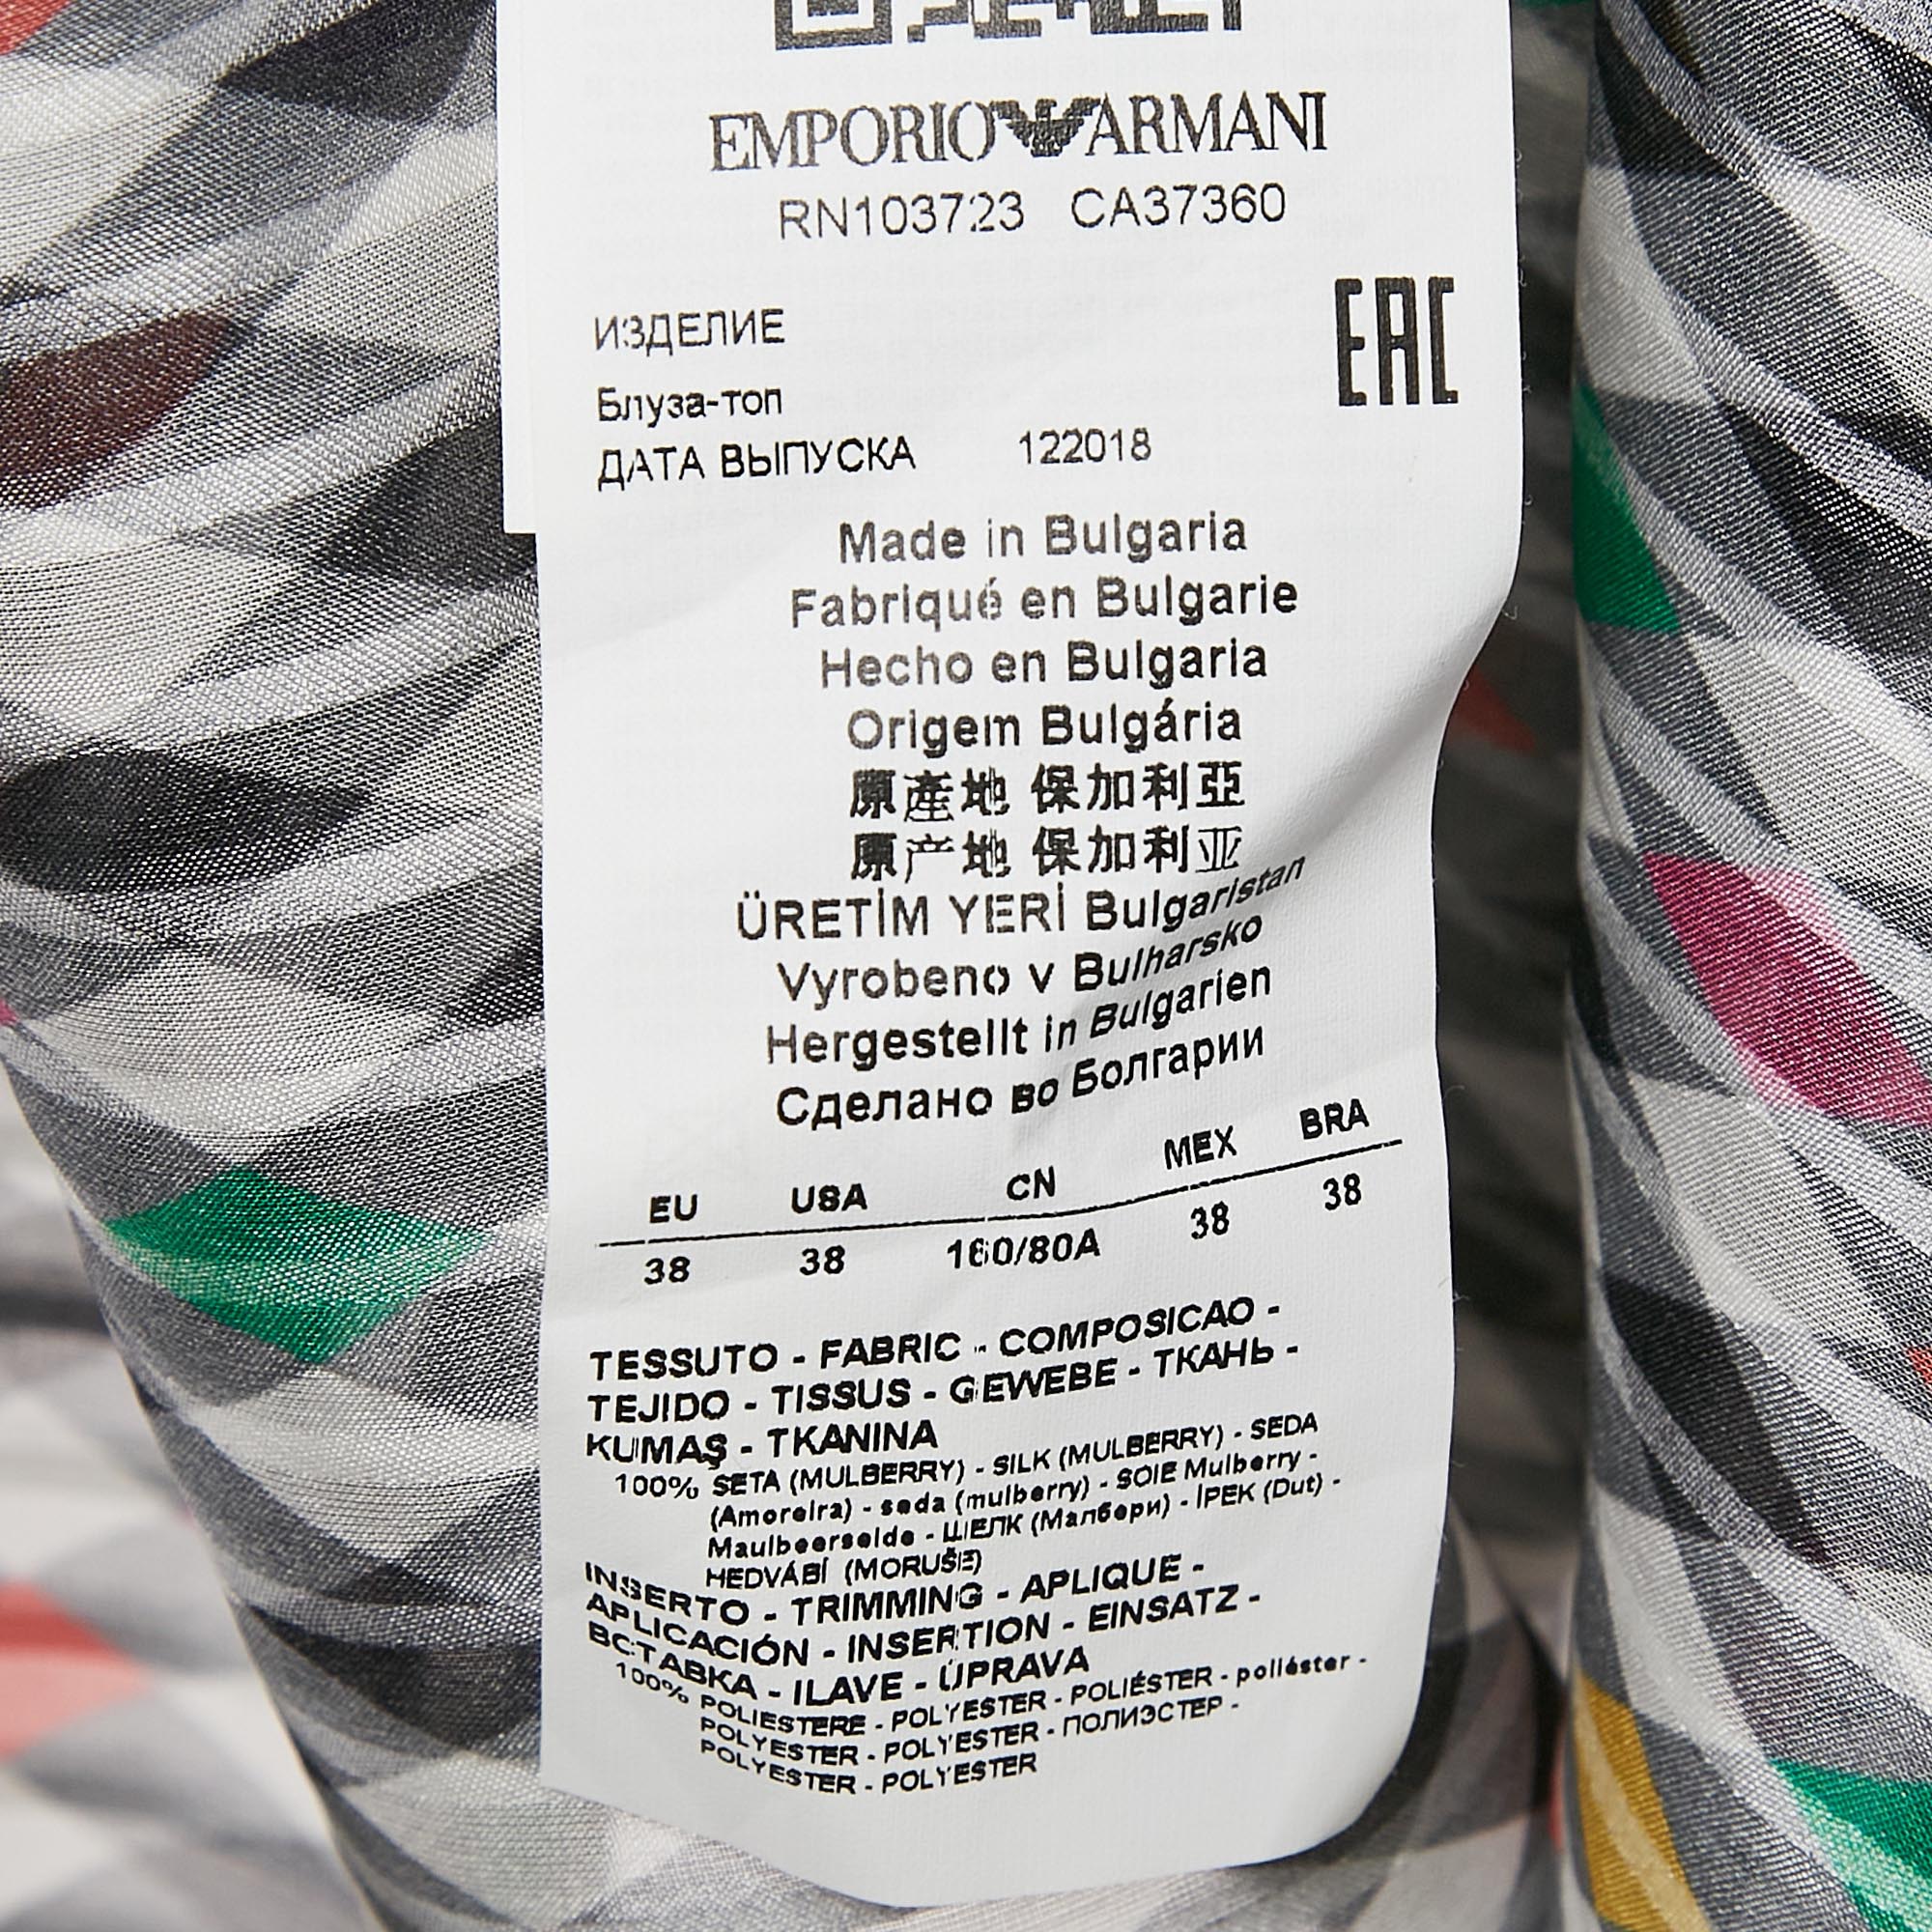 EMPORIO ARMANI
RN103723 CA37360
EAC
ИЗДЕЛИЕ
Блуза-топ
ДАТА ВЫПУСКА 122018
Made in Bulgaria
Fabriqué en Bulgarie
Hecho en Bulgaria
Origem Bulgária
原產地 保加利亞
原产地 保加利亚
ÜRETİM YERİ Bulgaristan
Vyrobeno v Bulharsko
Hergestellt in Bulgarien
Сделано во Болгарии
EU USA CN MEX BRA
38 38 160/80A 38 38
TESSUTO - FABRIC - COMPOSICAO -
TEJIDO - TISSUS - GEWEBE - ТКАНЬ -
KUMAŞ - TKANINA
100% SETA (MULBERRY) - SILK (MULBERRY) - SEDA
(Amoreira) - seda (mulberry) - SOIE Mulberry -
Maulbeerseide - ШЕЛК (Малбери) - İPEK (Dut) -
HEDVÁBÍ (MORUŠE)
INSERTO - TRIMMING - APLIQUE -
APLICACIÓN - INSERTION - EINSATZ -
ВСТАВКА - ILAVE - ÚPRAVA
100% POLIESTERE - POLYESTER - POLIÉSTER - poliéster -
POLYESTER - POLYESTER - ПОЛИЭСТЕР -
POLYESTER - POLYESTER